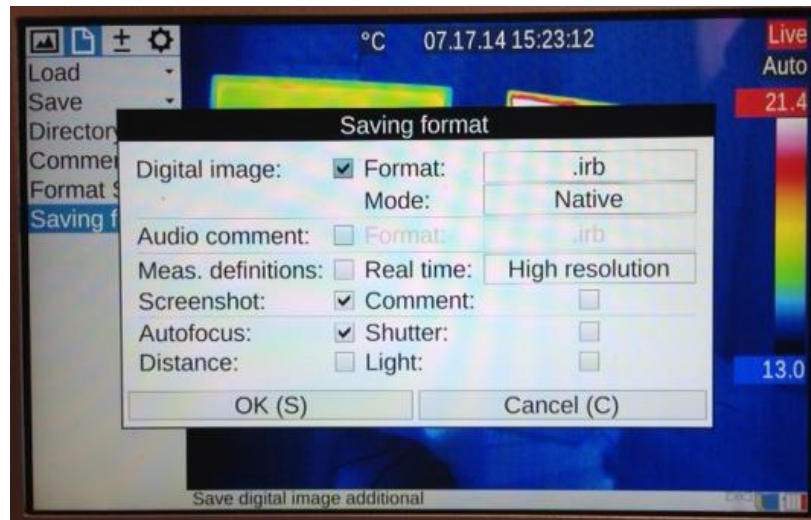 °C 07.17.14 15:23:12 Live
Auto
Load
Save
21.4
Directory
Format S
Saving f
Saving format
Digital image: Format: .irb
Mode: Native
Audio comment: Format: .irb
Meas. definitions: Real time: High resolution
Screenshot: Comment:
Autofocus: Shutter:
Distance: Light:
13.0
OK (S) Cancel (C)
Save digital image additional